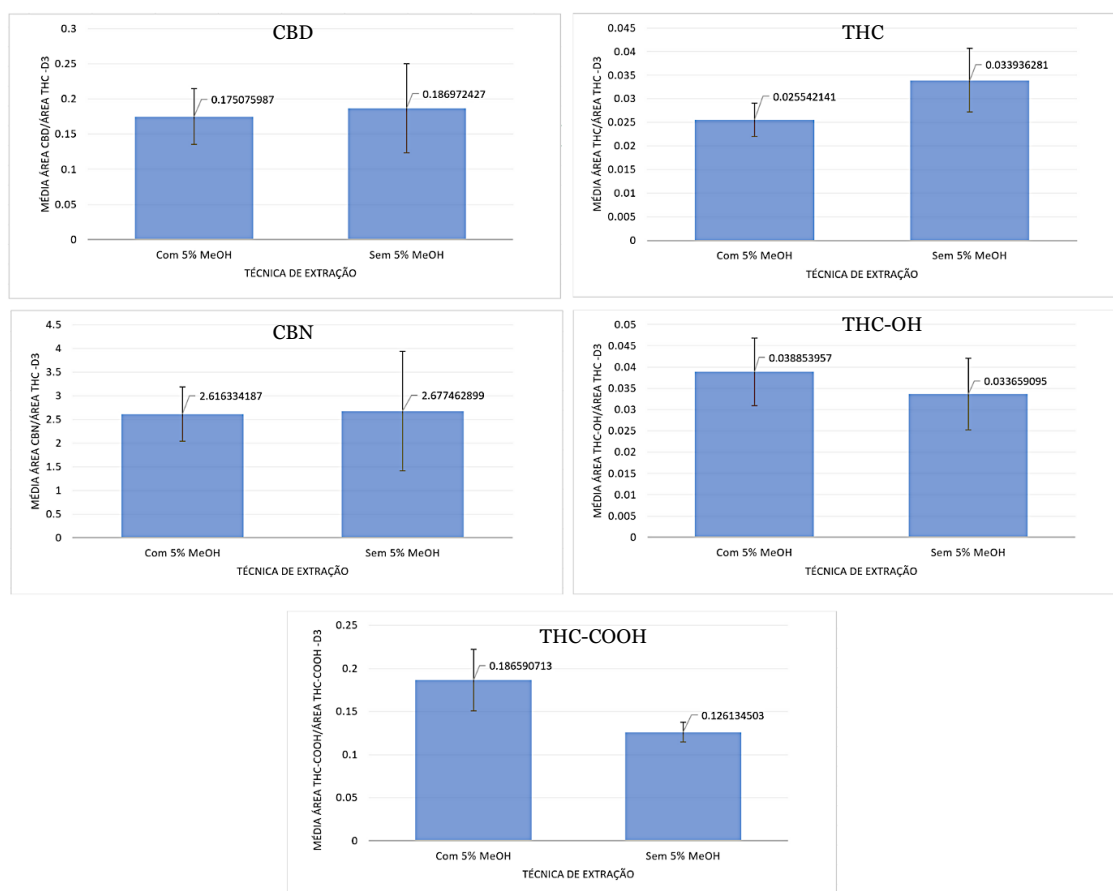 CBD
MÉDIA ÁREA CBD/ÁREA THC -D3
0.3
0.25
0.2
0.15
0.1
0.05
0
0.175075987
0.186972427
Com 5% MeOH
Sem 5% MeOH
TÉCNICA DE EXTRAÇÃO
THC
MÉDIA ÁREA THC/ÁREA THC-D3
0.045
0.04
0.035
0.03
0.025
0.02
0.015
0.01
0.005
0
0.025542141
0.033936281
Com 5% MeOH
Sem 5% MeOH
TÉCNICA DE EXTRAÇÃO
CBN
MÉDIA ÁREA CBN/ÁREA THC -D3
4.5
4
3.5
3
2.5
2
1.5
1
0.5
0
2.616334187
2.677462899
Com 5% MeOH
Sem 5% MeOH
TÉCNICA DE EXTRAÇÃO
THC-OH
MÉDIA ÁREA THC-OH/ÁREA THC -D3
0.05
0.045
0.04
0.035
0.03
0.025
0.02
0.015
0.01
0.005
0
0.038853957
0.033659095
Com 5% MeOH
Sem 5% MeOH
TÉCNICA DE EXTRAÇÃO
THC-COOH
MÉDIA ÁREA THC-COOH/ÁREA THC-COOH -D3
0.25
0.2
0.15
0.1
0.05
0
0.186590713
0.126134503
Com 5% MeOH
Sem 5% MeOH
TÉCNICA DE EXTRAÇÃO